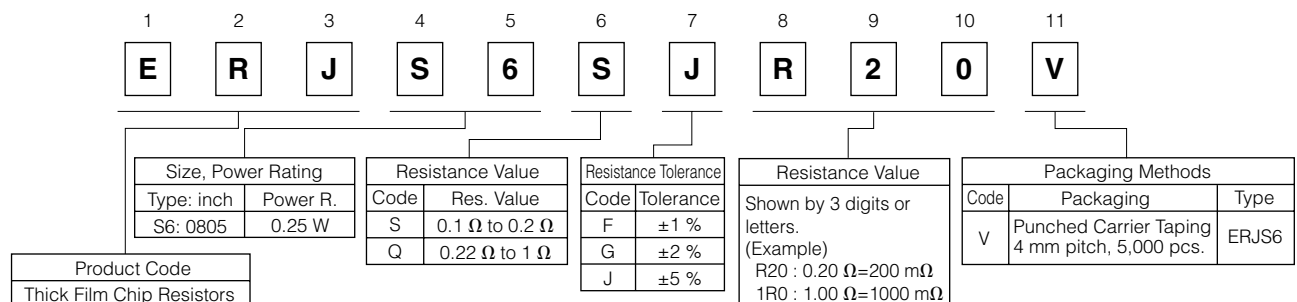 1 2 3 4 5 6 7 8 9 10 11
E R J S 6 S J R 2 0 V
Size, Power Rating
Type: inch Power R.
S6: 0805 0.25 W
Resistance Value
Code Res. Value
S 0.1 Ω to 0.2 Ω
Q 0.22 Ω to 1 Ω
Resistance Tolerance
Code Tolerance
F ±1 %
G ±2 %
J ±5 %
Resistance Value
Shown by 3 digits or
letters.
(Example)
R20 : 0.20 Ω=200 mΩ
1R0 : 1.00 Ω=1000 mΩ
Packaging Methods
Code Packaging Type
V Punched Carrier Taping
4 mm pitch, 5,000 pcs. ERJS6
Product Code
Thick Film Chip Resistors